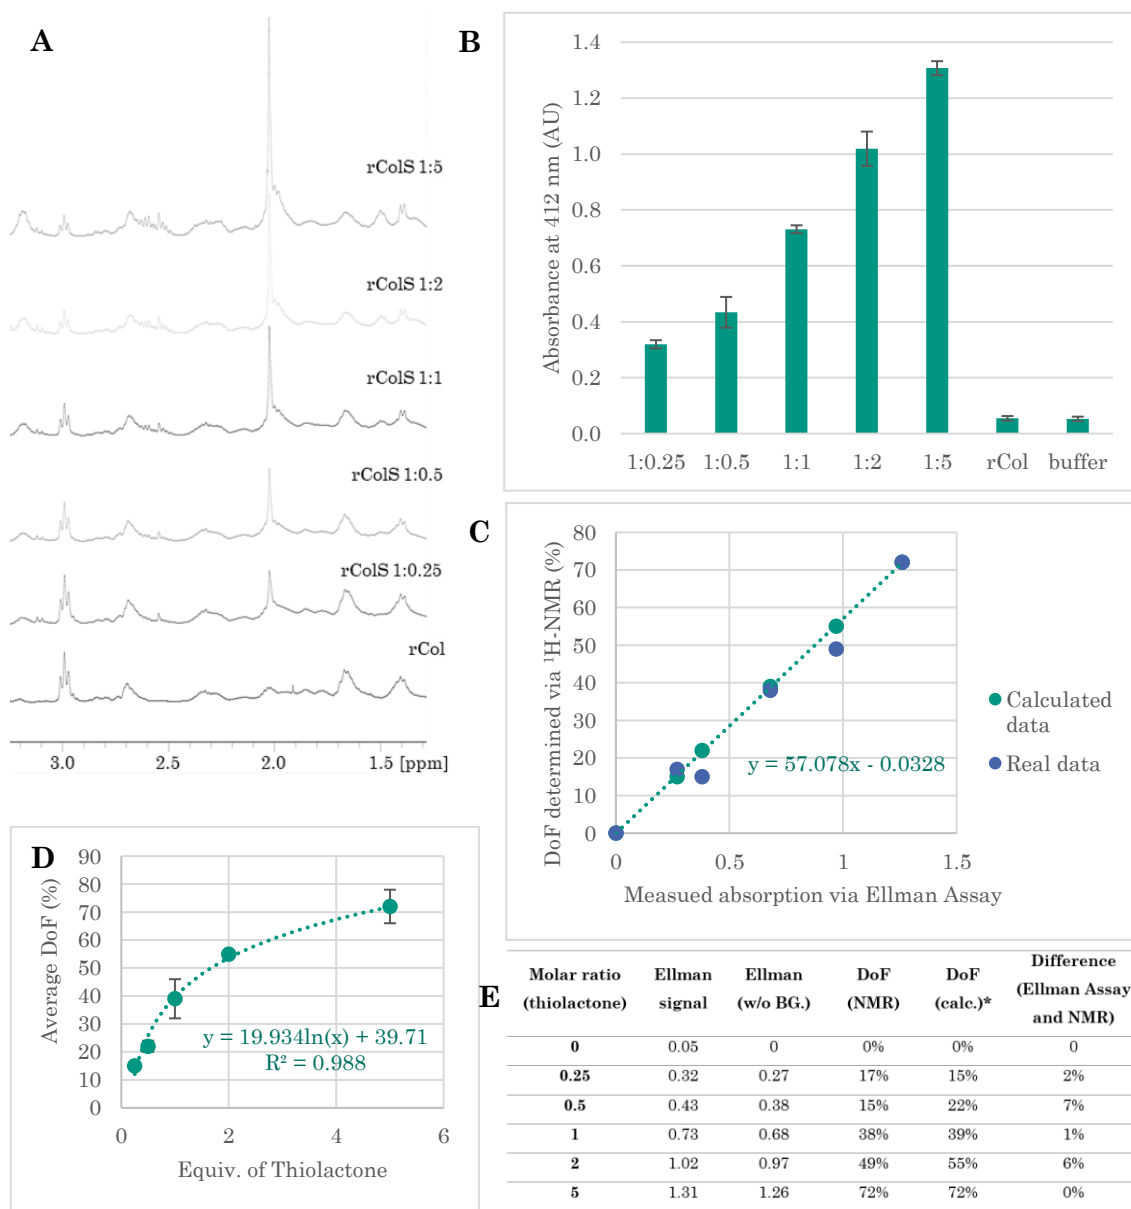 A
rColS 1:5
rColS 1:2
rColS 1:1
rColS 1:0.5
rColS 1:0.25
rCol
3.0 2.5 2.0 1.5 [ppm]
B
Absorbance at 412 nm (AU)
1.4
1.2
1.0
0.8
0.6
0.4
0.2
0.0
1:0.25 1:0.5 1:1 1:2 1:5 rCol buffer
C
DoF determined via ¹H-NMR (%)
80
70
60
50
40
30
20
10
0
y = 57.078x - 0.0328
0 0.5 1 1.5
Measued absorption via Ellman Assay
Calculated
data
Real data
D
Average DoF (%)
90
80
70
60
50
40
30
20
10
0
y = 19.934ln(x) + 39.71
R² = 0.988
0 2 4 6
Equiv. of Thiolactone
E
Molar ratio (thiolactone) Ellman signal Ellman (w/o BG.) DoF (NMR) DoF (calc.)* Difference (Ellman Assay and NMR)
0 0.05 0 0% 0% 0
0.25 0.32 0.27 17% 15% 2%
0.5 0.43 0.38 15% 22% 7%
1 0.73 0.68 38% 39% 1%
2 1.02 0.97 49% 55% 6%
5 1.31 1.26 72% 72% 0%